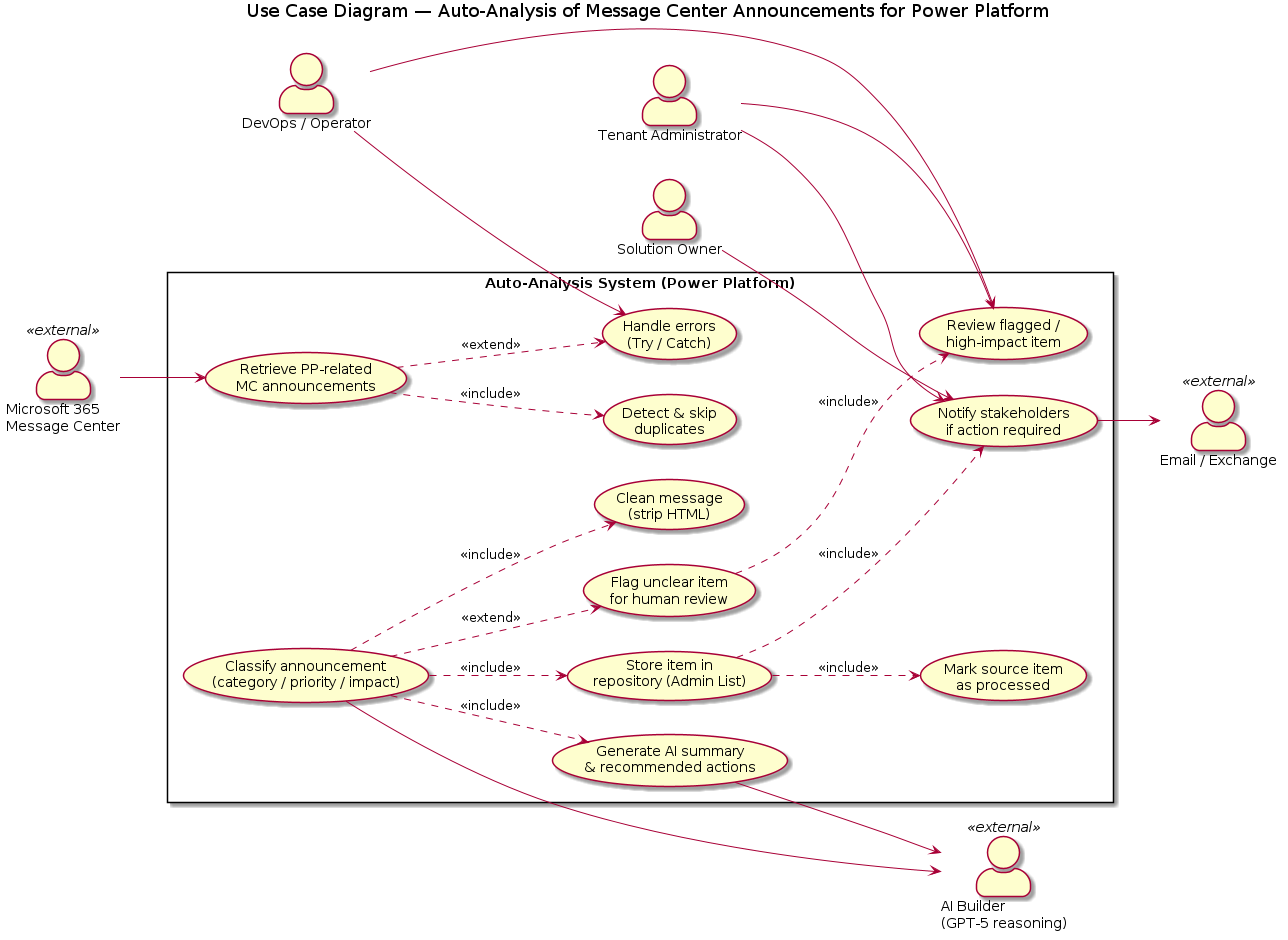 Use Case Diagram — Auto-Analysis of Message Center Announcements for Power Platform
DevOps / Operator
Tenant Administrator
Solution Owner
Auto-Analysis System (Power Platform)
«external»
Microsoft 365
Message Center
Retrieve PP-related
MC announcements
«extend»
«include»
Handle errors
(Try / Catch)
Detect & skip
duplicates
Review flagged /
high-impact item
«include»
Notify stakeholders
if action required
«external»
Email / Exchange
Clean message
(strip HTML)
«include»
«include»
Flag unclear item
for human review
«extend»
Classify announcement
(category / priority / impact)
«include»
Store item in
repository (Admin List)
«include»
Mark source item
as processed
«include»
Generate AI summary
& recommended actions
«external»
AI Builder
(GPT-5 reasoning)